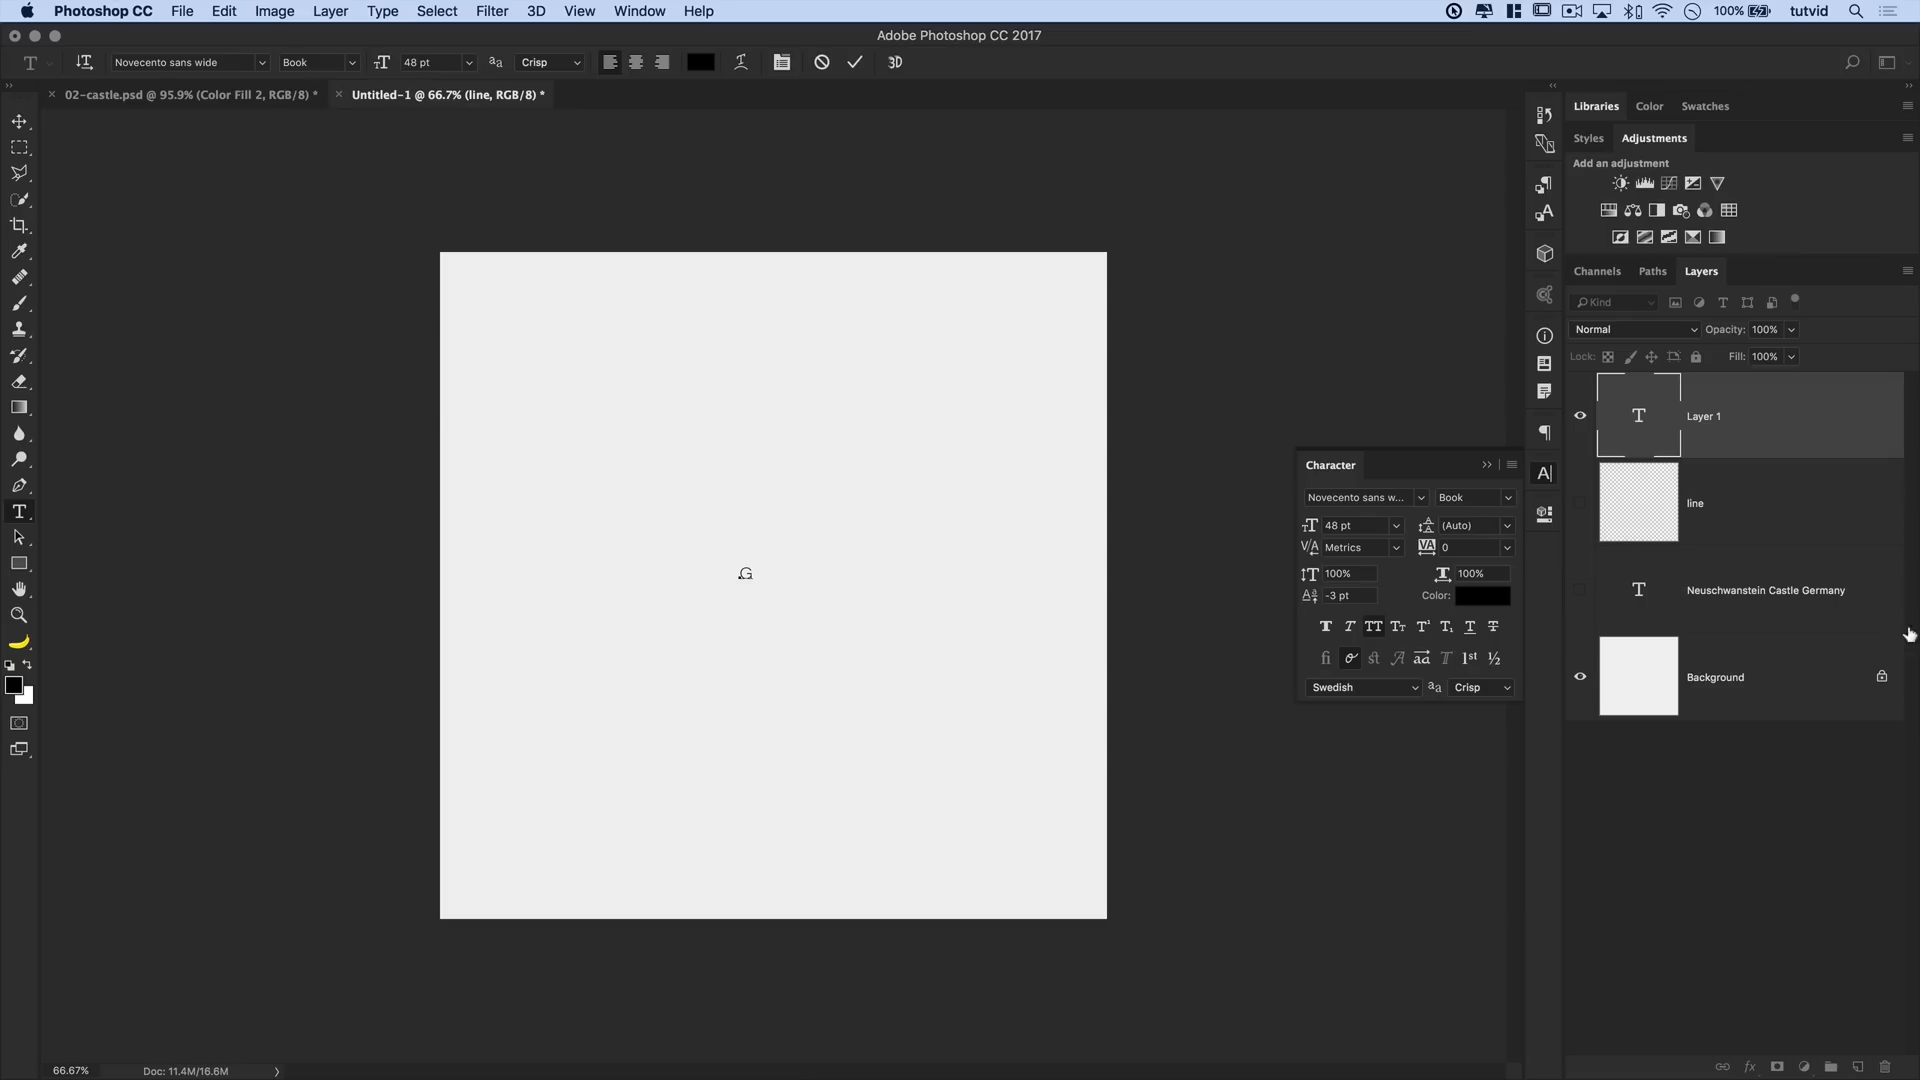 Photoshop CC File Edit Image Layer Type Select Filter 3D View Window Help 100% tutvid
Adobe Photoshop CC 2017
Novecento sans wide Book 48 pt Crisp 3D
02-castle.psd @ 95.9% (Color Fill 2, RGB/8) * Untitled-1 @ 66.7% (line, RGB/8) *
Libraries Color Swatches
Styles Adjustments
Add an adjustment
Channels Paths Layers
Kind
Normal Opacity: 100%
Lock: Fill: 100%
Layer 1
line
Neuschwanstein Castle Germany
Background
Character
Novecento sans w... Book
48 pt (Auto)
Metrics 0
100% 100%
-3 pt Color:
Swedish aa Crisp
G
66.67% Doc: 11.4M/16.6M